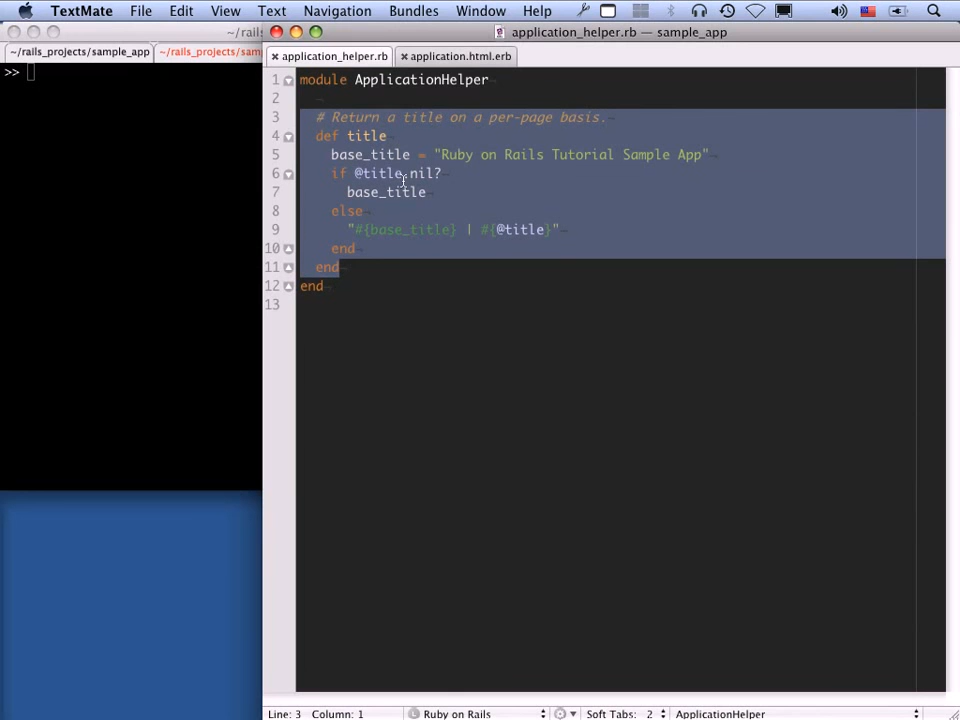 TextMate File Edit View Text Navigation Bundles Window Help
~/rails
application_helper.rb — sample_app
~/rails_projects/sample_app ~/rails_projects/sam
application_helper.rb application.html.erb
>>
1 module ApplicationHelper
2
3 # Return a title on a per-page basis.
4 def title
5 base_title = "Ruby on Rails Tutorial Sample App"
6 if @title.nil?
7 base_title
8 else
9 "#{base_title} | #{@title}"
10 end
11 end
12 end
13
Line: 3 Column: 1 Ruby on Rails Soft Tabs: 2 ApplicationHelper